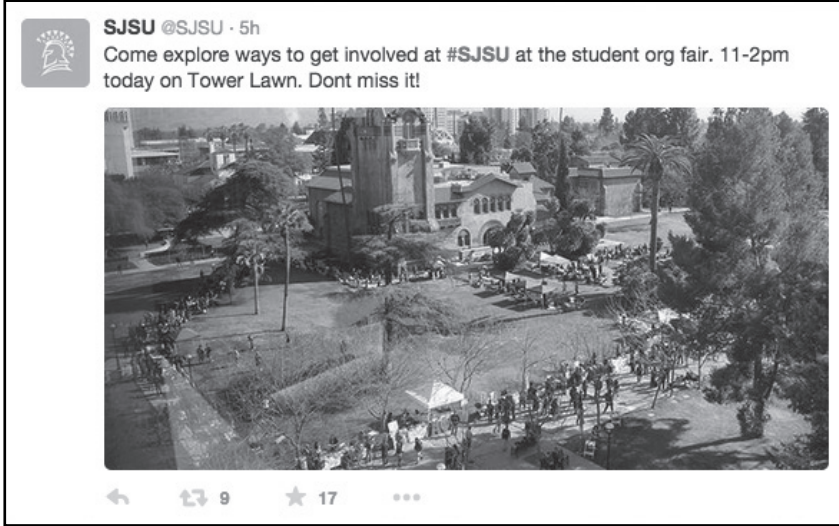 SJSU @SJSU · 5h
Come explore ways to get involved at #SJSU at the student org fair. 11-2pm
today on Tower Lawn. Dont miss it!
9 17